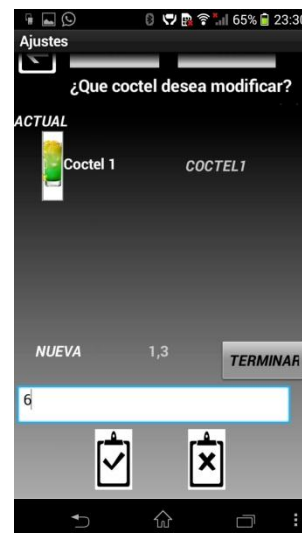 65% 23:30
Ajustes
¿Que coctel desea modificar?
ACTUAL
Coctel 1 COCTEL1
NUEVA 1,3 TERMINAR
6